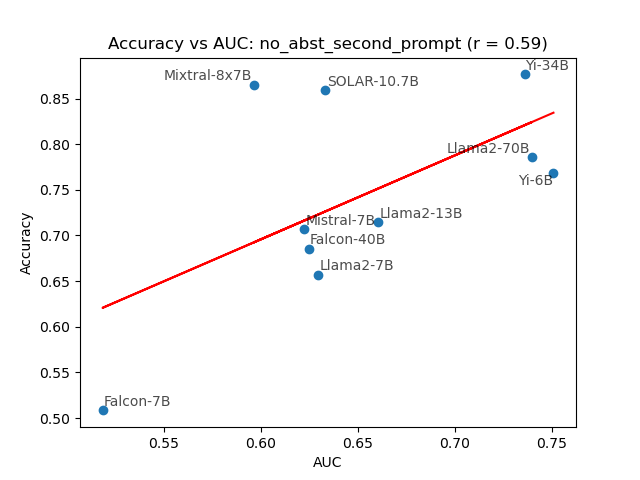 Accuracy vs AUC: no_abst_second_prompt (r = 0.59)
Yi-34B
Mixtral-8x7B
SOLAR-10.7B
0.85
Llama2-70B
0.80
Yi-6B
0.75
Llama2-13B
Mistral-7B
0.70
Falcon-40B
Llama2-7B
0.65
0.60
0.55
Falcon-7B
0.50
Accuracy
0.55 0.60 0.65 0.70 0.75
AUC